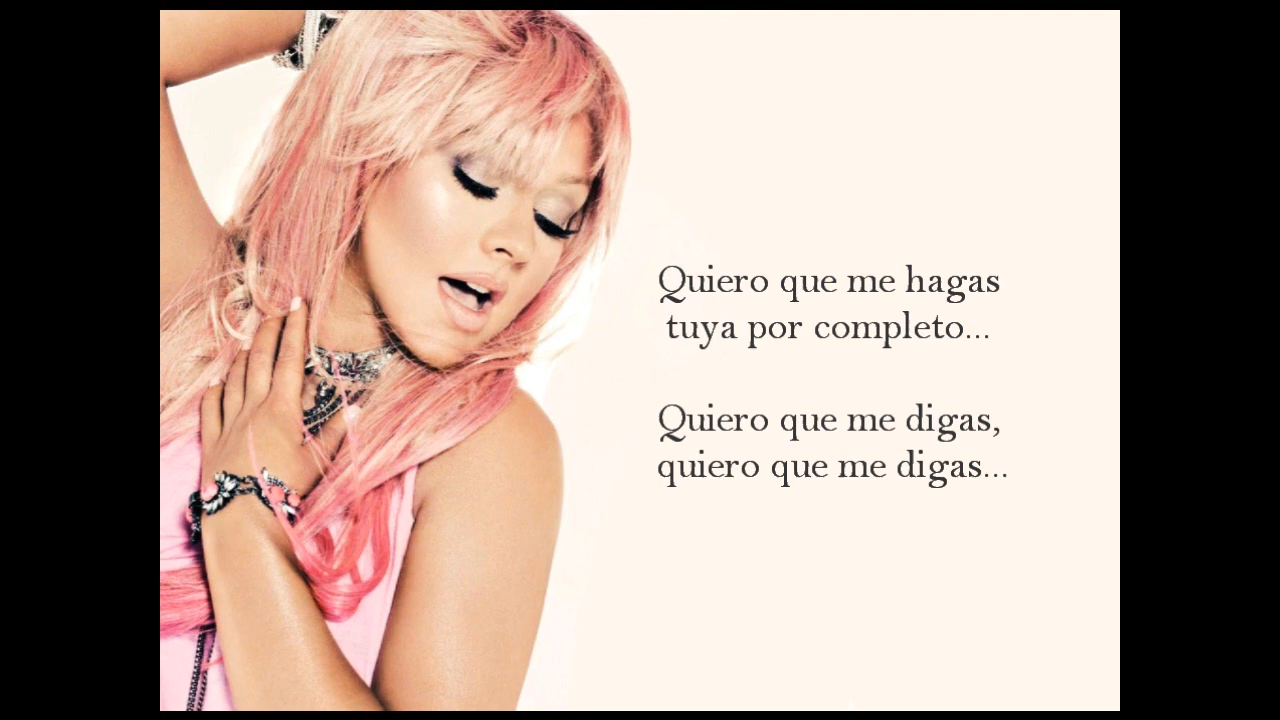 Quiero que me hagas
tuya por completo...
Quiero que me digas,
quiero que me digas...